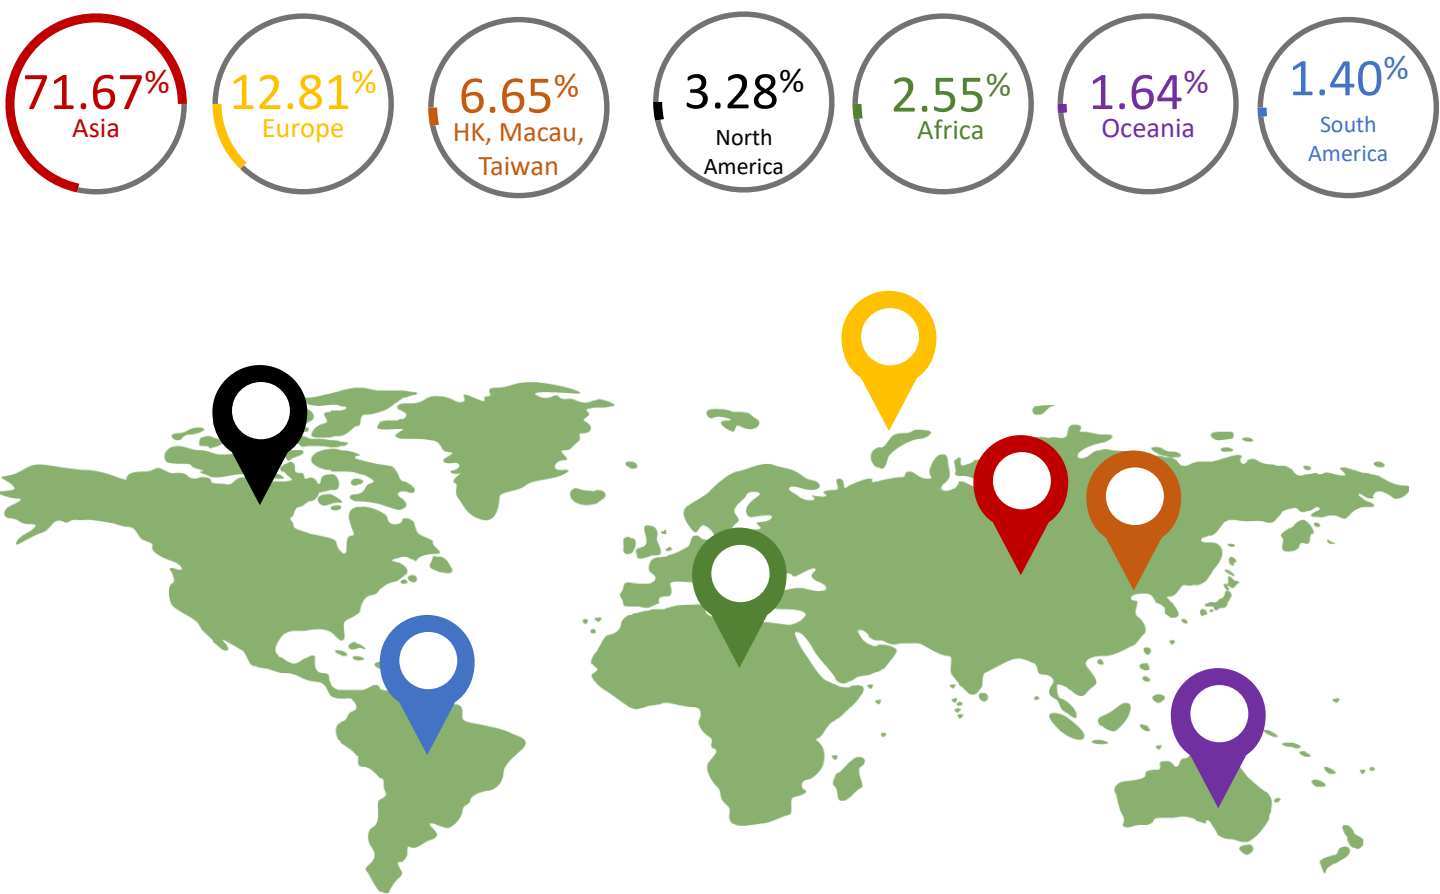 71.67%
Asia
12.81%
Europe
6.65%
HK, Macau,
Taiwan
3.28%
North
America
2.55%
Africa
1.64%
Oceania
1.40%
South
America